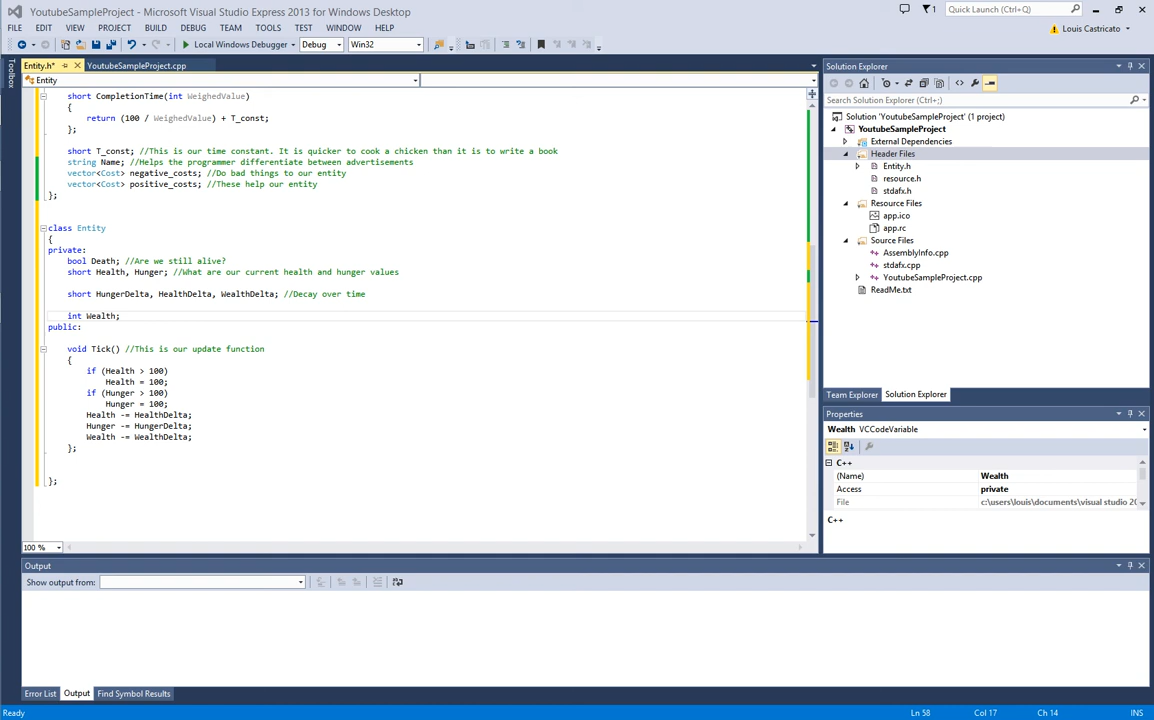 YoutubeSampleProject - Microsoft Visual Studio Express 2013 for Windows Desktop
1
Quick Launch (Ctrl+Q)
FILE EDIT VIEW PROJECT BUILD DEBUG TEAM TOOLS TEST WINDOW HELP
Louis Castricato
Local Windows Debugger Debug Win32
Toolbox
Entity.h* YoutubeSampleProject.cpp
Entity
short CompletionTime(int WeighedValue)
{
return (100 / WeighedValue) + T_const;
};
short T_const; //This is our time constant. It is quicker to cook a chicken than it is to write a book
string Name; //Helps the programmer differentiate between advertisements
vector<Cost> negative_costs; //Do bad things to our entity
vector<Cost> positive_costs; //These help our entity
};
class Entity
{
private:
bool Death; //Are we still alive?
short Health, Hunger; //What are our current health and hunger values
short HungerDelta, HealthDelta, WealthDelta; //Decay over time
int Wealth;
public:
void Tick() //This is our update function
{
if (Health > 100)
Health = 100;
if (Hunger > 100)
Hunger = 100;
Health -= HealthDelta;
Hunger -= HungerDelta;
Wealth -= WealthDelta;
};
};
100 %
Solution Explorer
Search Solution Explorer (Ctrl+;)
Solution 'YoutubeSampleProject' (1 project)
YoutubeSampleProject
External Dependencies
Header Files
Entity.h
resource.h
stdafx.h
Resource Files
app.ico
app.rc
Source Files
AssemblyInfo.cpp
stdafx.cpp
YoutubeSampleProject.cpp
ReadMe.txt
Team Explorer Solution Explorer
Properties
Wealth VCCodeVariable
C++
(Name) Wealth
Access private
File c:\users\louis\documents\visual studio 20
C++
Output
Show output from:
Error List Output Find Symbol Results
Ready Ln 58 Col 17 Ch 14 INS